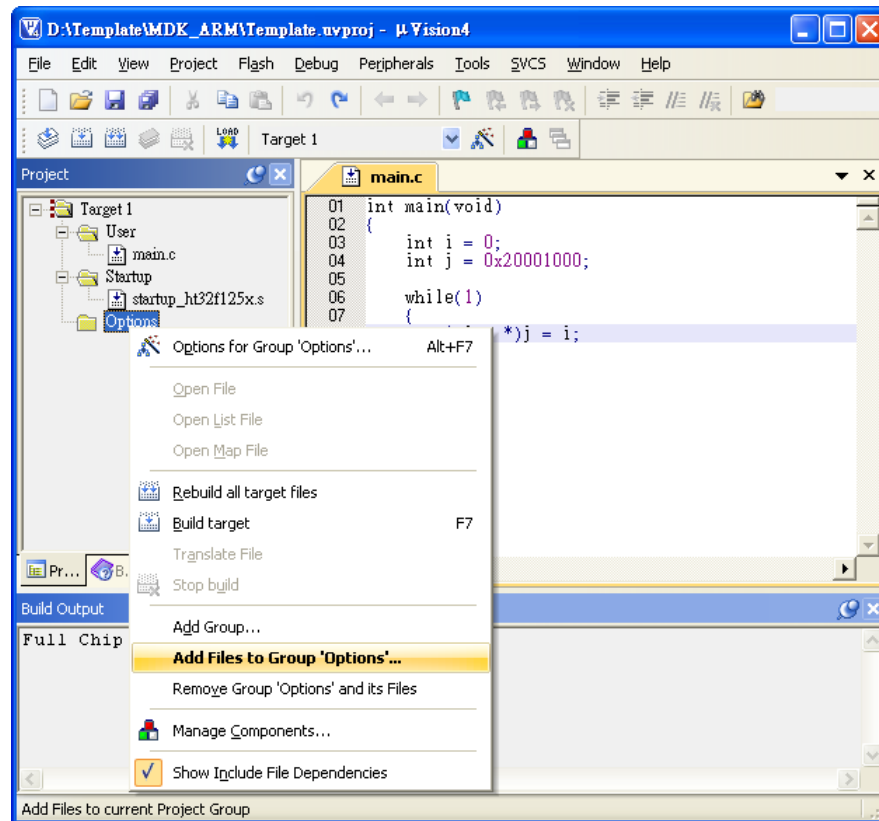 D:\Template\MDK_ARM\Template.uvproj - µVision4
File Edit View Project Flash Debug Peripherals Tools SVCS Window Help
LOAD Target 1
Project
main.c
Target 1
User
main.c
Startup
startup_ht32f125x.s
Options
01 int main(void)
02 {
03 int i = 0;
04 int j = 0x20001000;
05
06 while(1)
07 {
*)j = i;
Options for Group 'Options'... Alt+F7
Open File
Open List File
Open Map File
Rebuild all target files
Build target F7
Translate File
Stop build
Add Group...
Add Files to Group 'Options'...
Remove Group 'Options' and its Files
Manage Components...
Show Include File Dependencies
Pr... B.
Build Output
Full Chip
Add Files to current Project Group